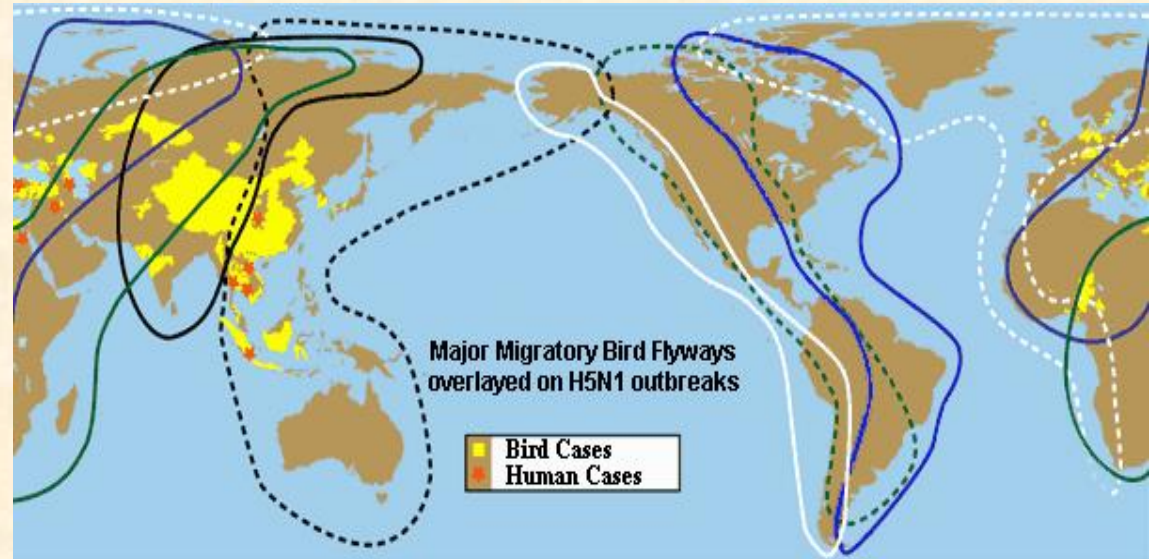 Major Migratory Bird Flyways
overlayed on H5N1 outbreaks
Bird Cases
Human Cases